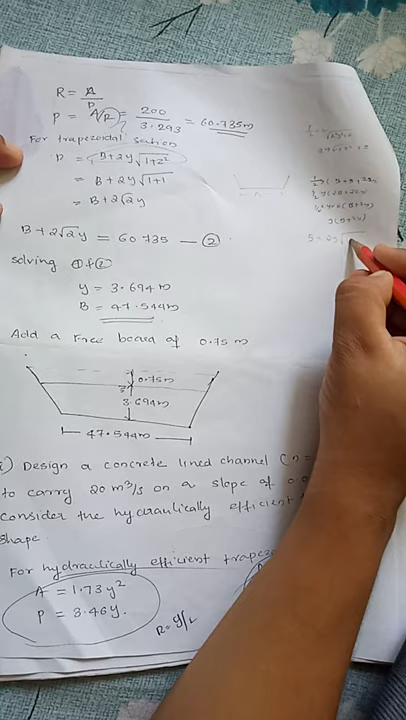 R = A/P
P = A/R = 200/3.293 = 60.735m
For trapezoidal section
P = B+2y√1+z²
= B+2y√1+1
= B+2√2y
B+2√2y = 60.735 — ②
solving ① & ②
y = 3.694m
B = 47.544m
Add a Free board of 0.75 m
0.75m
3.694m
47.544m
Design a concrete lined channel (n =
to carry 20 m³/s on a slope of
consider the hydraulically efficient
shape.
For hydraulically efficient
A = 1.73y²
P = 3.46y.
R = y/2